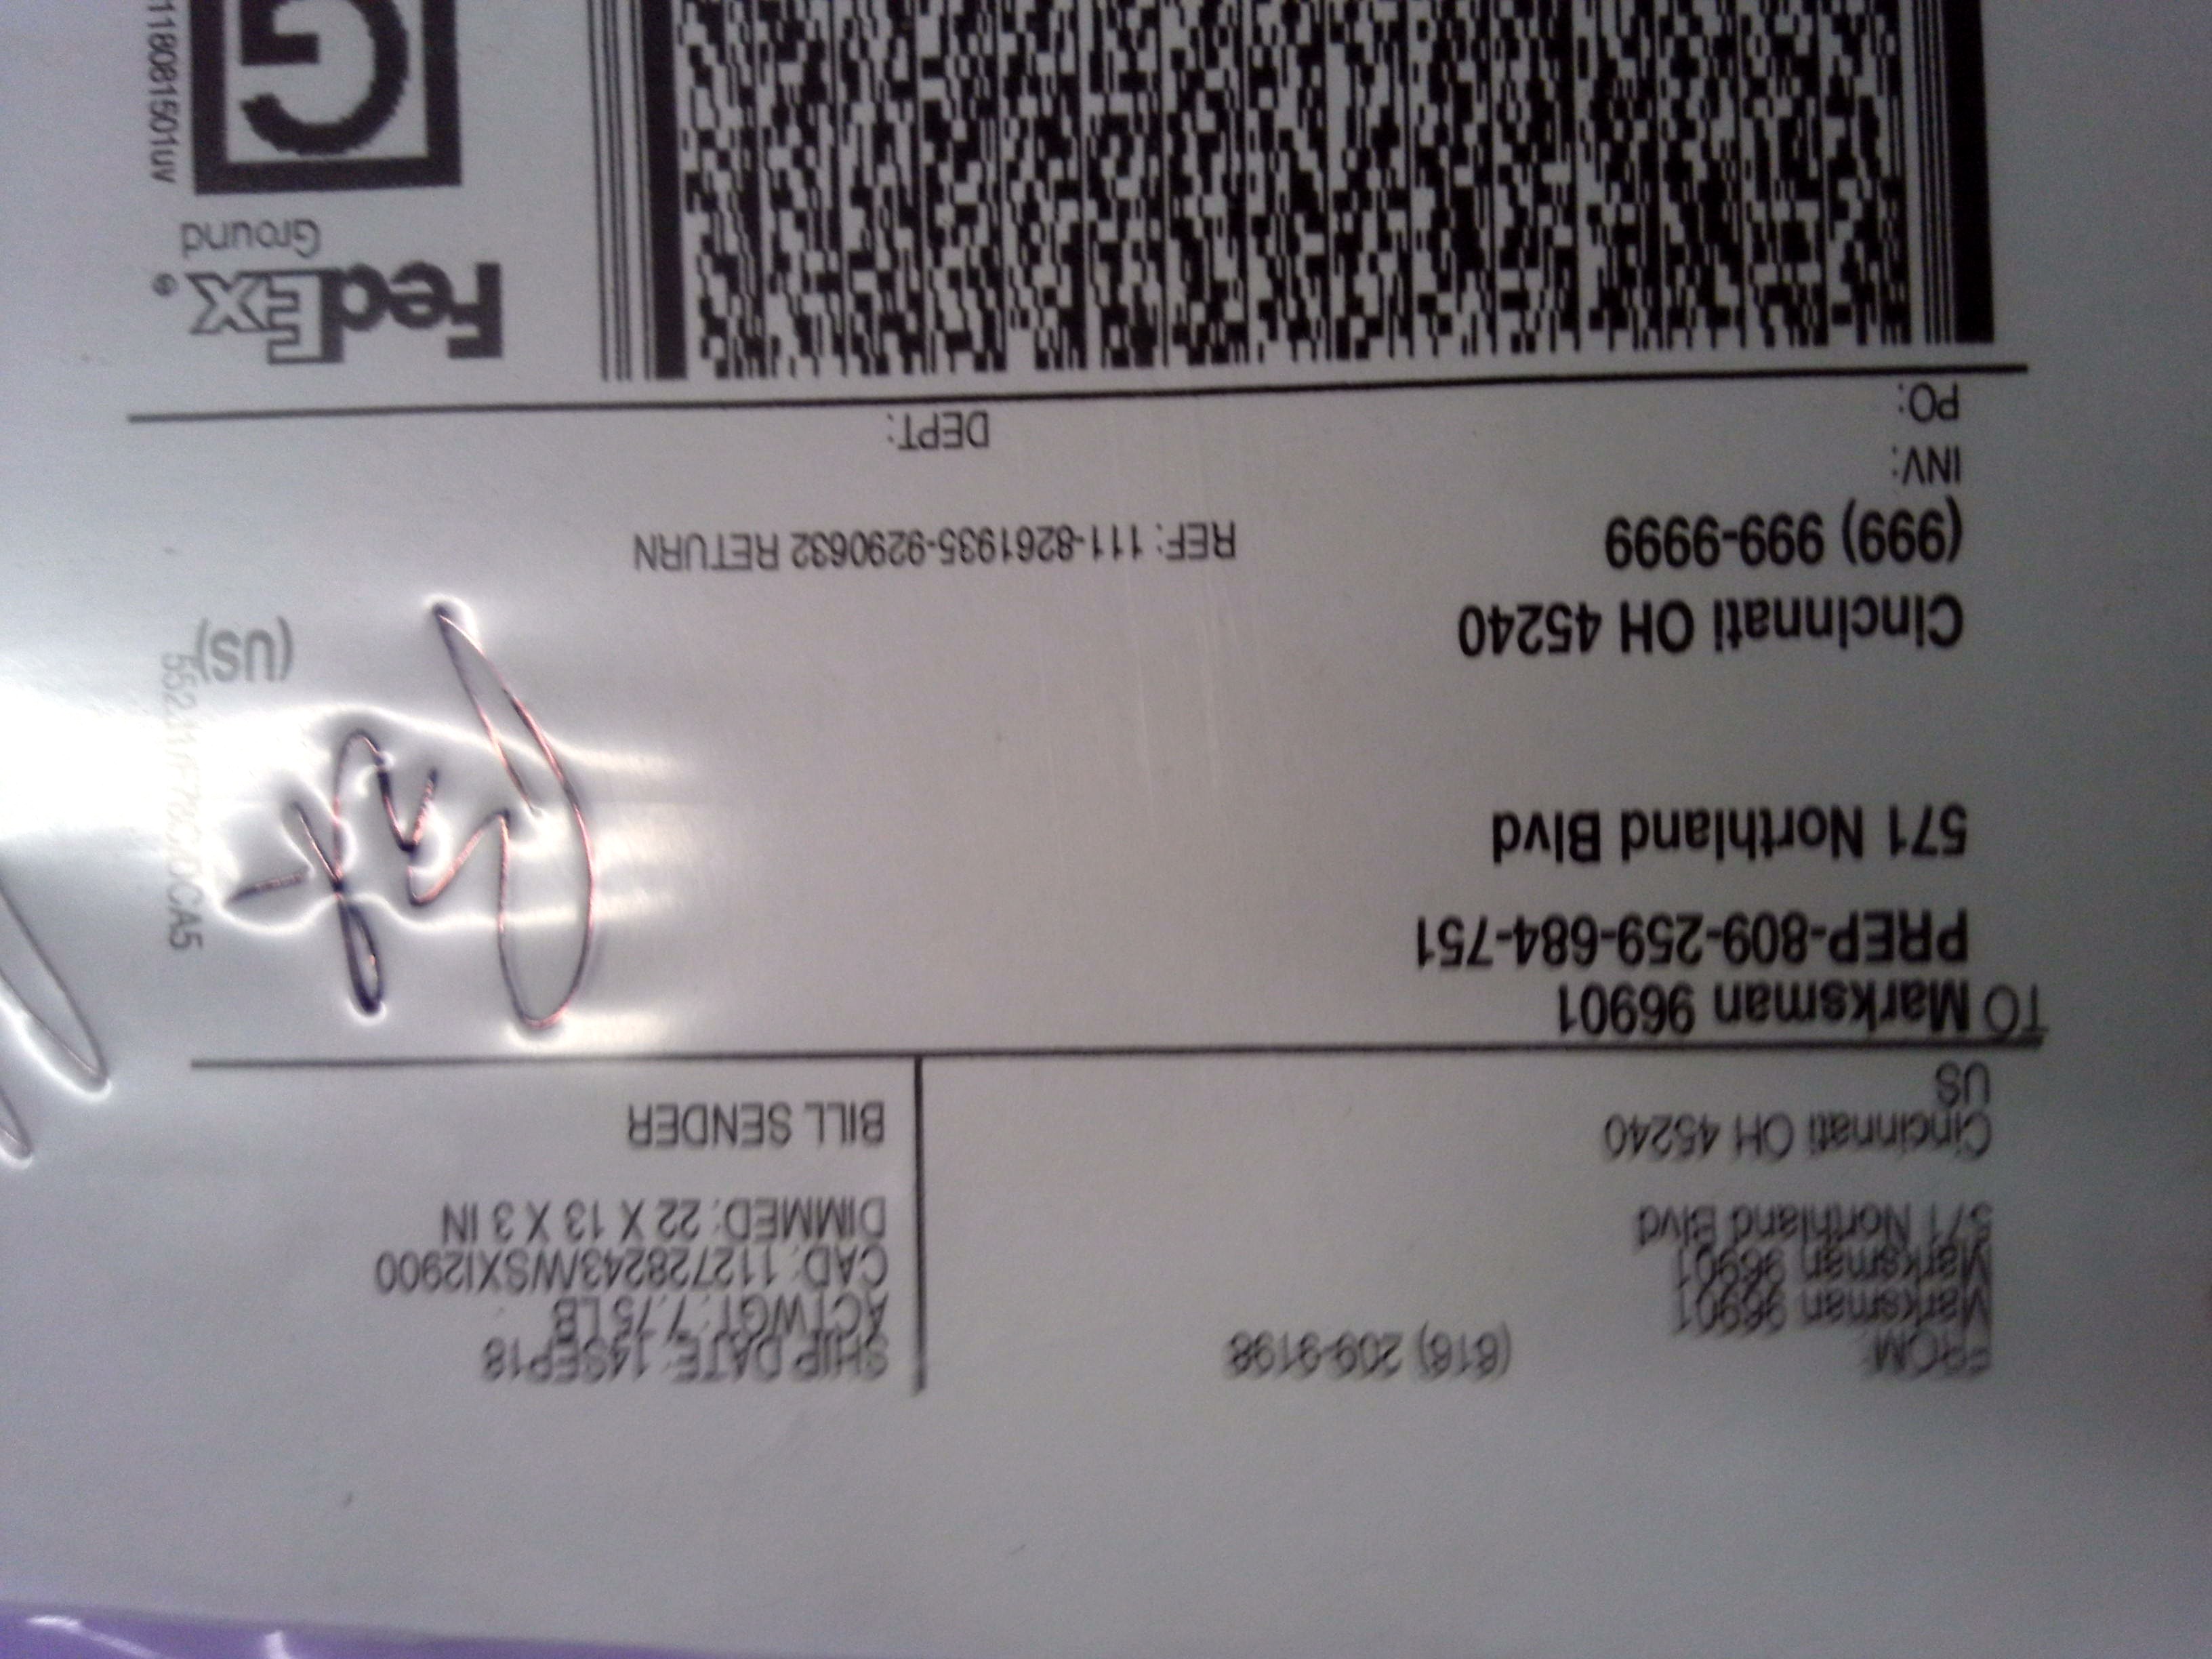 FROM: (616) 209-9198
Marksman 96901
Marksman 96901
571 Northland Blvd
Cincinnati OH 45240
US
SHIP DATE: 14SEP18
ACTWGT: 7.75 LB
CAD: 112728243/WSXI2900
DIMMED: 22 X 13 X 3 IN
BILL SENDER
TO Marksman 96901
PREP-809-259-684-751
571 Northland Blvd
Cincinnati OH 45240
(US)
(999) 999-9999
REF: 111-8261935-9290632 RETURN
INV:
PO:
DEPT:
FedEx
Ground
G